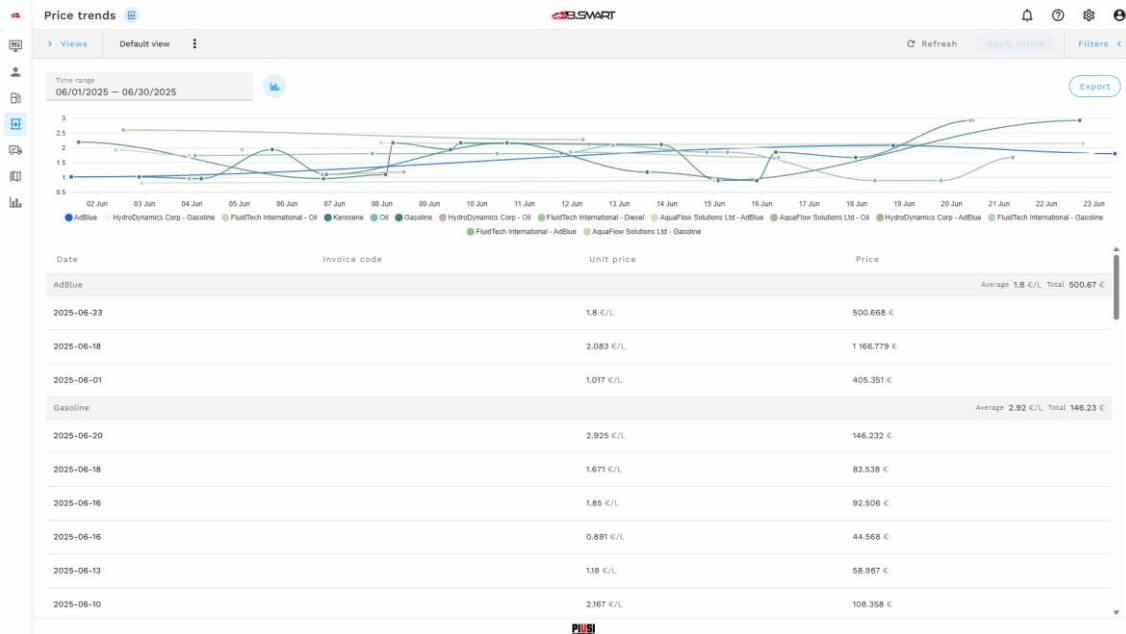 Price trends
B.SMART
Views
Default view
Refresh
Apply Filters
Filters
Time range
06/01/2025 — 06/30/2025
Export
3
2.5
2
1.5
1
0.5
02 Jun 03 Jun 04 Jun 05 Jun 06 Jun 07 Jun 08 Jun 09 Jun 10 Jun 11 Jun 12 Jun 13 Jun 14 Jun 15 Jun 16 Jun 17 Jun 18 Jun 19 Jun 20 Jun 21 Jun 22 Jun 23 Jun
AdBlue HydroDynamics Corp - Gasoline FluidTech International - Oil Kerosene Oil Gasoline HydroDynamics Corp - Oil FluidTech International - Diesel AquaFlow Solutions Ltd - AdBlue AquaFlow Solutions Ltd - Oil HydroDynamics Corp - AdBlue FluidTech International - Gasoline
FluidTech International - AdBlue AquaFlow Solutions Ltd - Gasoline
Date Invoice code Unit price Price
AdBlue Average 1.8 €/L Total 500.67 €
2025-06-23 1.8 €/L 500.668 €
2025-06-18 2.083 €/L 1 166.779 €
2025-06-01 1.017 €/L 405.351 €
Gasoline Average 2.92 €/L Total 146.23 €
2025-06-20 2.925 €/L 146.232 €
2025-06-18 1.671 €/L 83.538 €
2025-06-16 1.85 €/L 92.506 €
2025-06-16 0.891 €/L 44.568 €
2025-06-13 1.18 €/L 58.987 €
2025-06-10 2.167 €/L 108.358 €
PIUSI